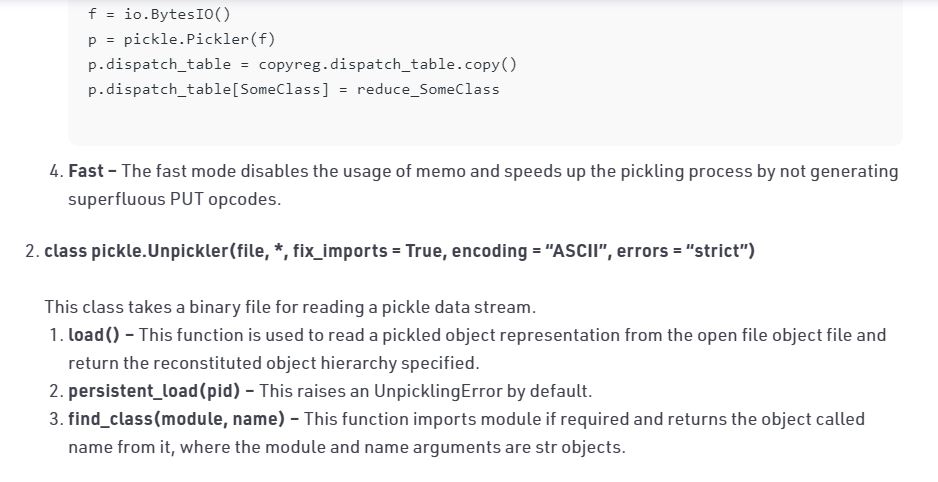 f = io.BytesIO()
p = pickle.Pickler(f)
p.dispatch_table = copyreg.dispatch_table.copy()
p.dispatch_table[SomeClass] = reduce_SomeClass
4. Fast – The fast mode disables the usage of memo and speeds up the pickling process by not generating
superfluous PUT opcodes.
2. class pickle.Unpickler(file, *, fix_imports = True, encoding = “ASCII”, errors = “strict”)
This class takes a binary file for reading a pickle data stream.
1. load() – This function is used to read a pickled object representation from the open file object file and
return the reconstituted object hierarchy specified.
2. persistent_load(pid) – This raises an UnpicklingError by default.
3. find_class(module, name) – This function imports module if required and returns the object called
name from it, where the module and name arguments are str objects.